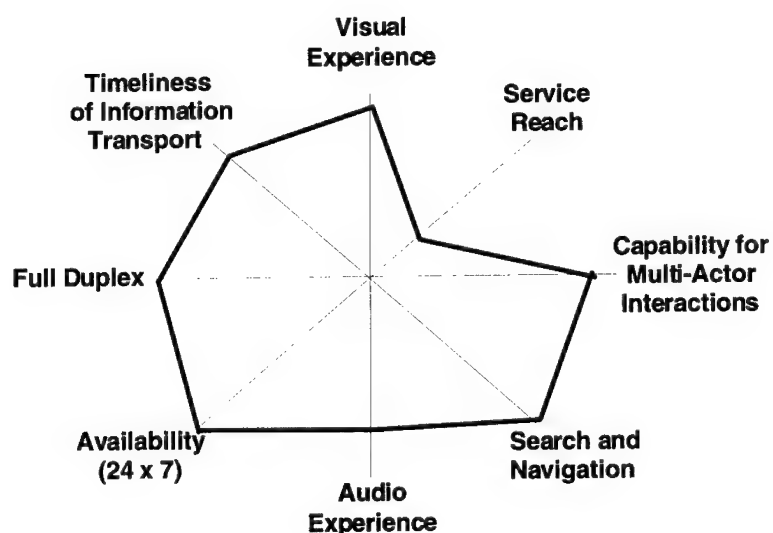 Visual
Experience
Timeliness
of Information
Transport
Service
Reach
Full Duplex
Capability for
Multi-Actor
Interactions
Availability
(24 x 7)
Search and
Navigation
Audio
Experience